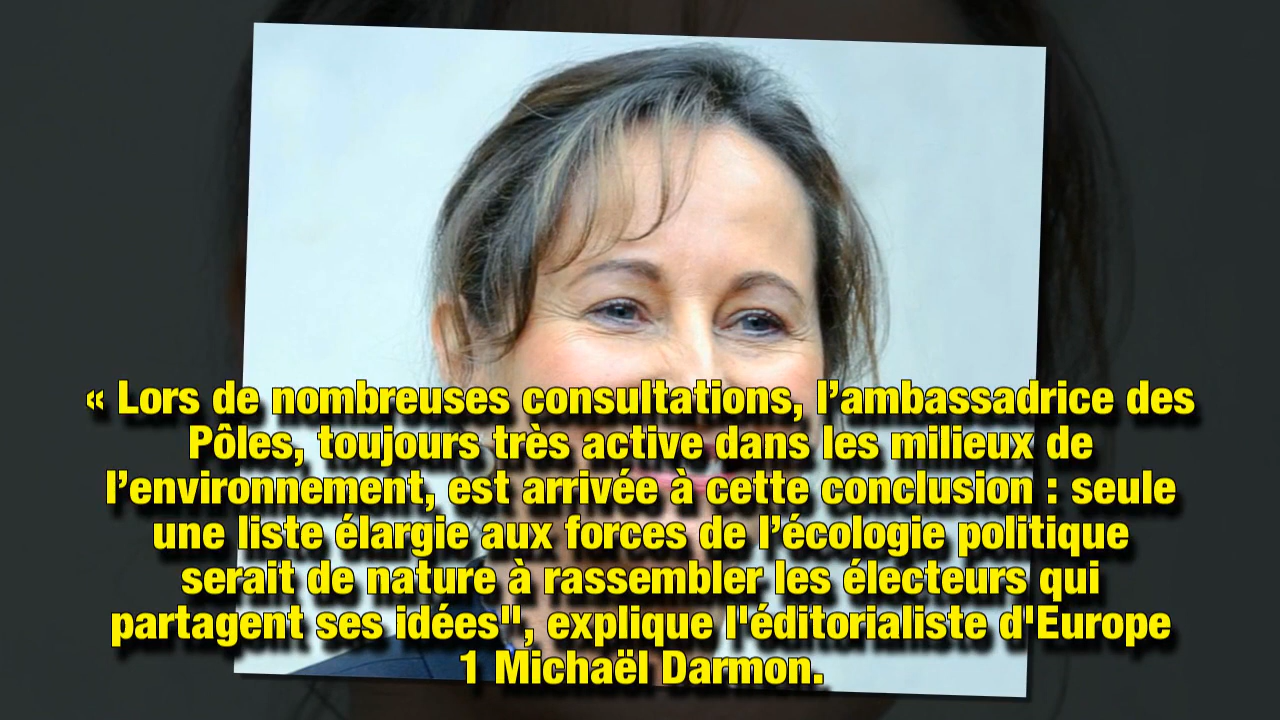 « Lors de nombreuses consultations, l’ambassadrice des
Pôles, toujours très active dans les milieux de
l’environnement, est arrivée à cette conclusion : seule
une liste élargie aux forces de l’écologie politique
serait de nature à rassembler les électeurs qui
partagent ses idées", explique l'éditorialiste d'Europe
1 Michaël Darmon.